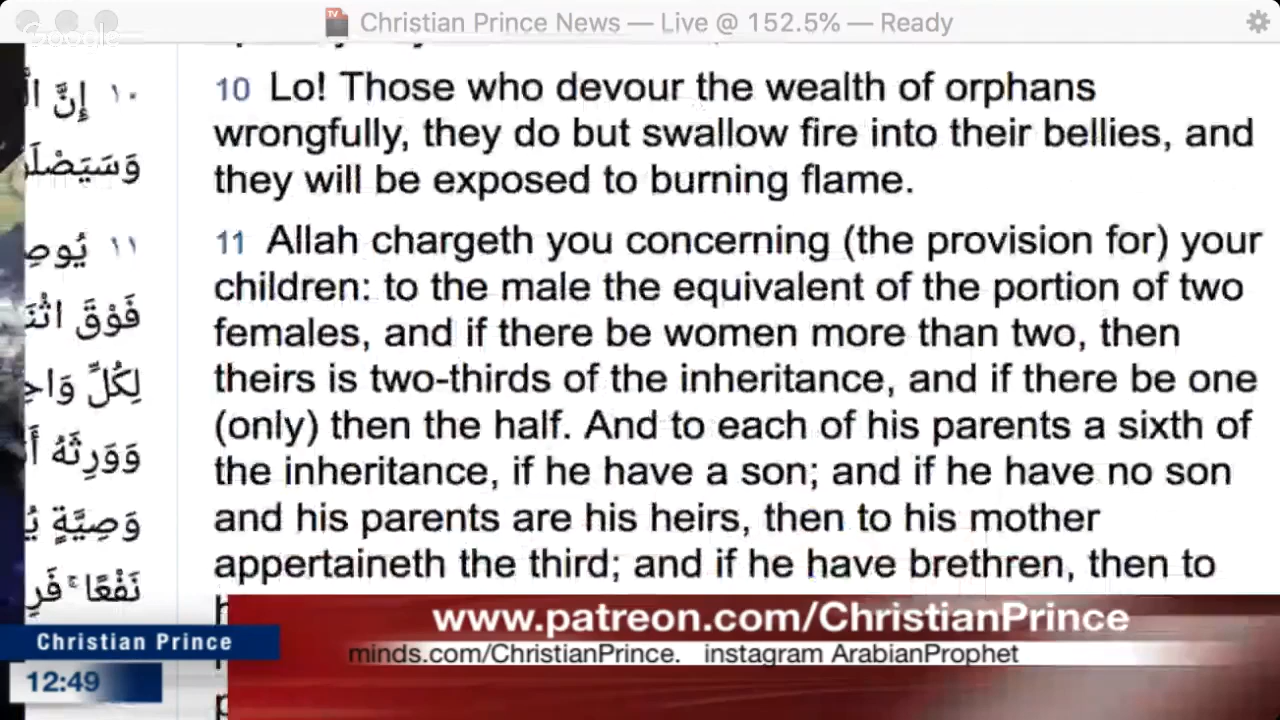 Christian Prince News — Live @ 152.5% — Ready
Google
١٠ إِنَّ
10 Lo! Those who devour the wealth of orphans
wrongfully, they do but swallow fire into their bellies, and
they will be exposed to burning flame.
١١
11 Allah chargeth you concerning (the provision for) your
children: to the male the equivalent of the portion of two
فَوْقَ
females, and if there be women more than two, then
لِكُلِّ
theirs is two-thirds of the inheritance, and if there be one
(only) then the half. And to each of his parents a sixth of
وَوَرِثَهُ
the inheritance, if he have a son; and if he have no son
وَصِيَّةٍ
and his parents are his heirs, then to his mother
appertaineth the third; and if he have brethren, then to
نَفْعًا ۚ
www.patreon.com/ChristianPrince
minds.com/ChristianPrince. instagram ArabianProphet
Christian Prince
12:49